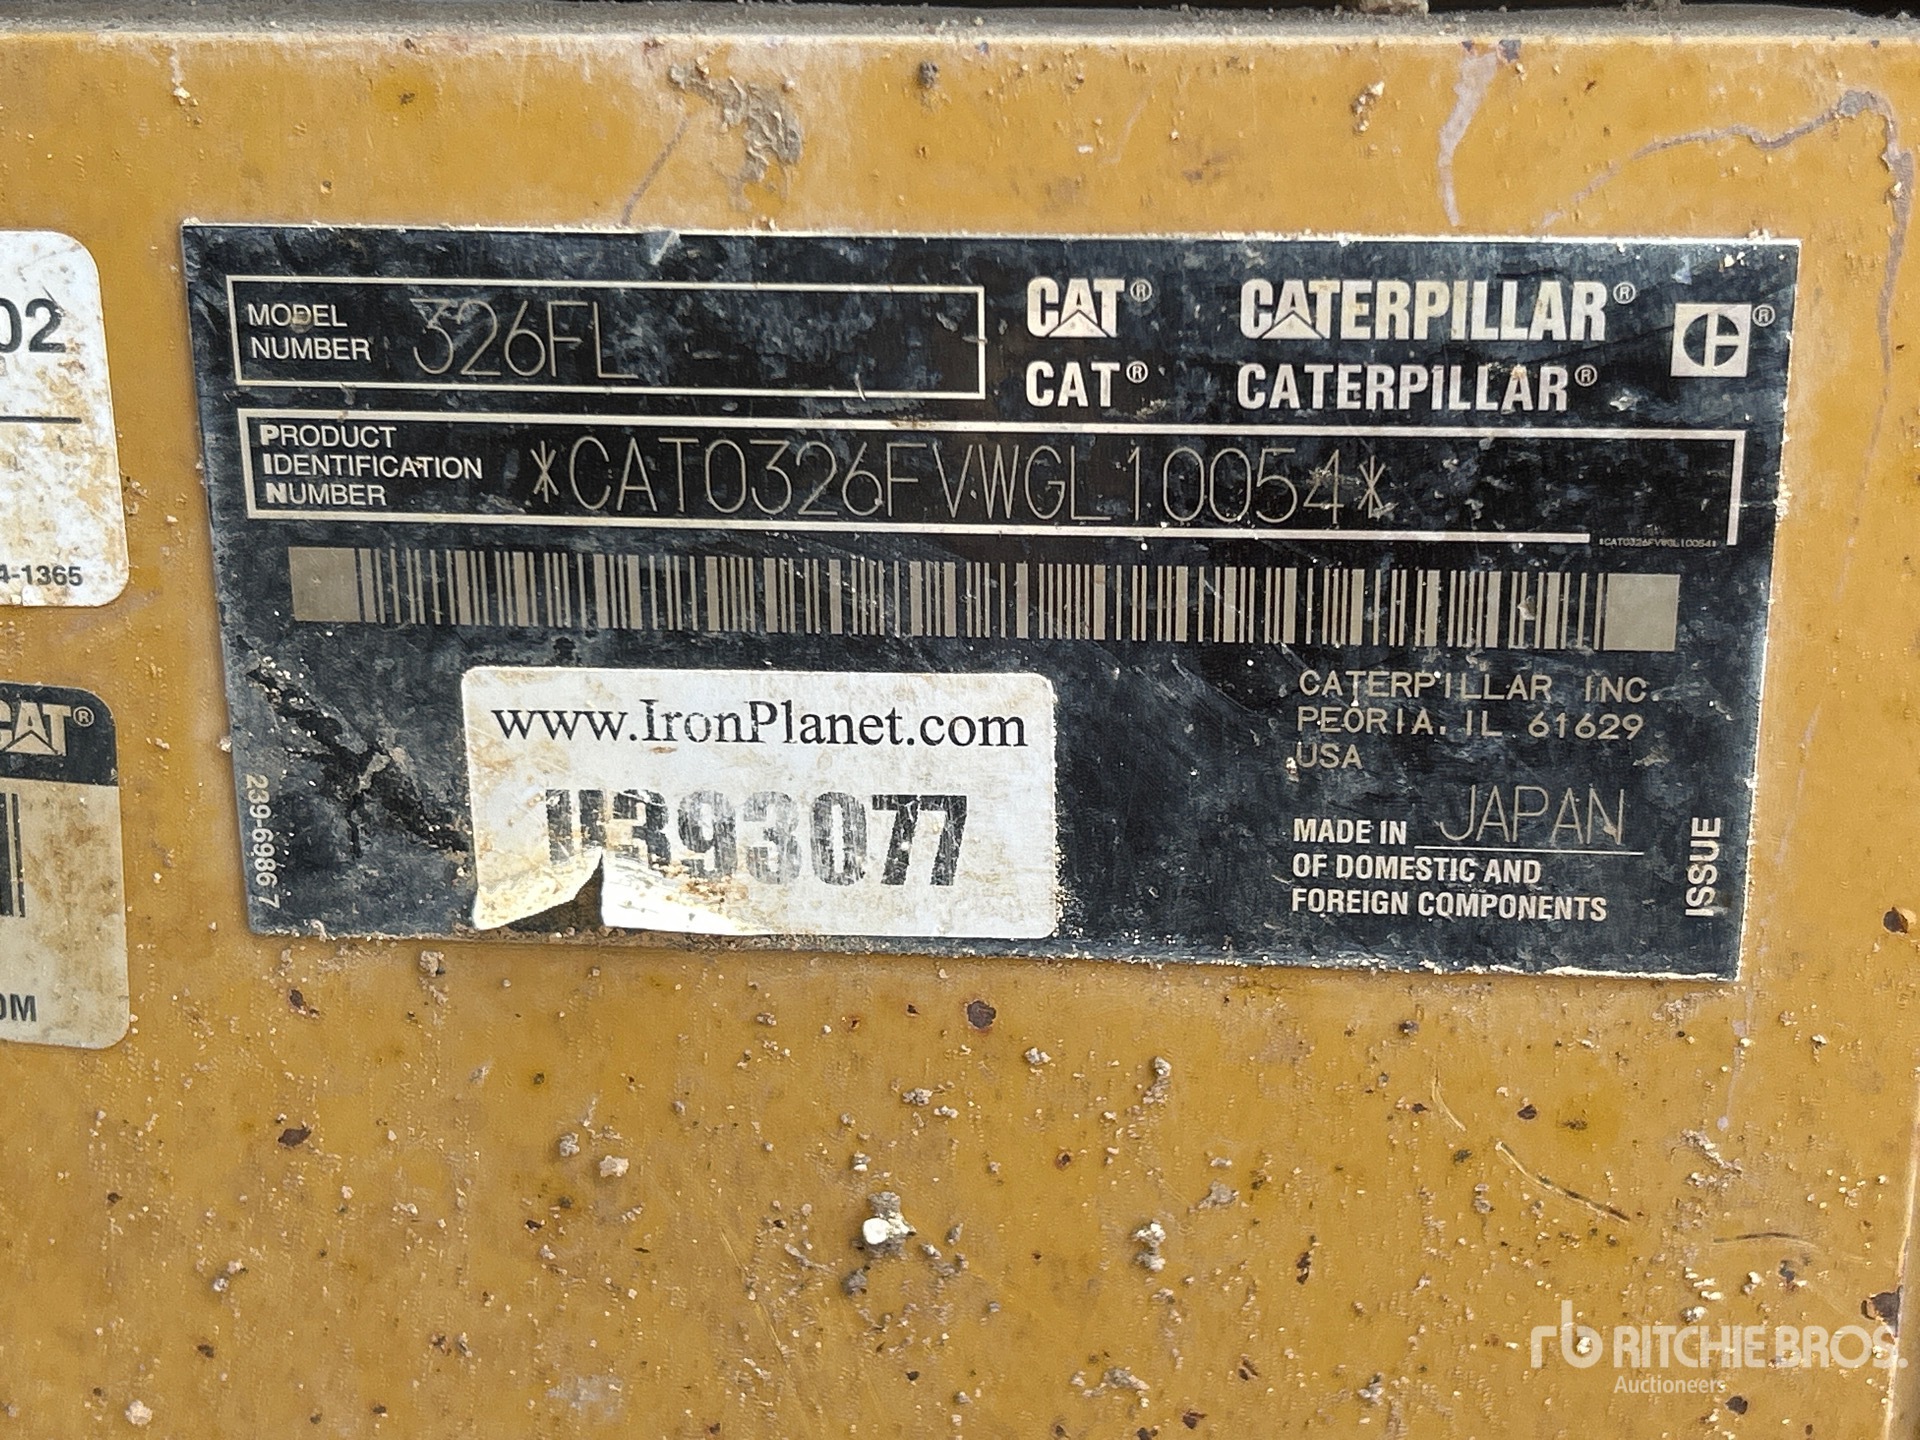 02
4-1365
CAT®
OM
MODEL NUMBER 326FL
CAT® CATERPILLAR®
CAT® CATERPILLAR®
®
PRODUCT IDENTIFICATION NUMBER *CAT0326FVWGL10054*
*CAT0326FVWGL10054*
www.IronPlanet.com
U393077
239-6986 7
CATERPILLAR INC.
PEORIA, IL 61629
USA
MADE IN JAPAN
OF DOMESTIC AND
FOREIGN COMPONENTS
ISSUE
rb RITCHIE BROS.
Auctioneers